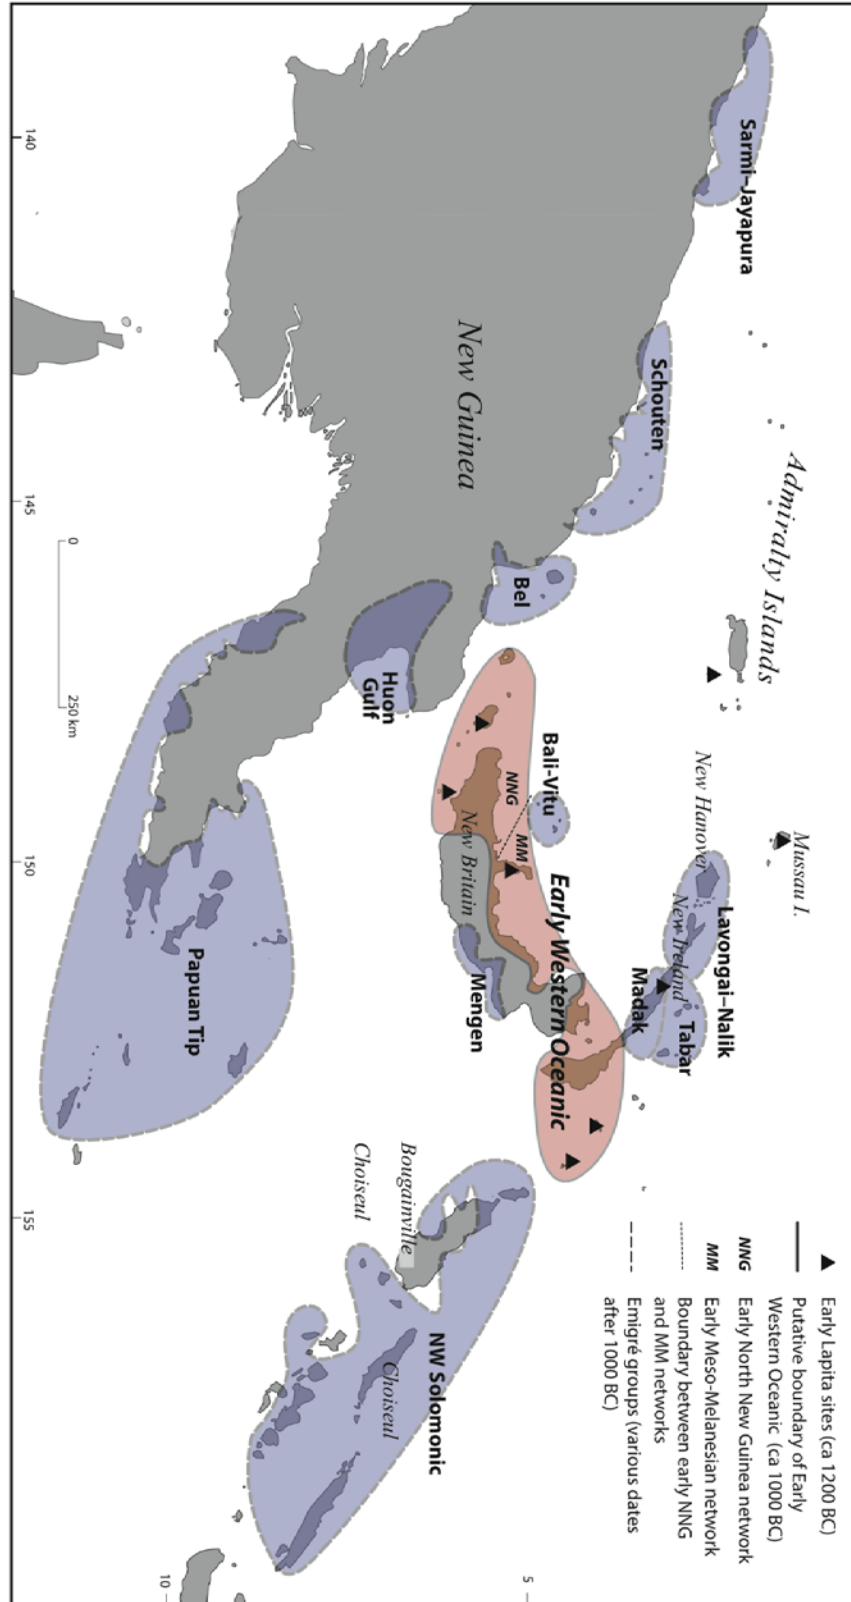 Sarmi–Jayapura
Schouten
Admiralty Islands
New Guinea
Bel
Huon
Gulf
Bali-Vitu
NNG
MM
New Britain
Early Western Oceanic
Mengen
New Hanover
Mussau I.
Lavongai–Nalik
New Ireland
Madak
Tabar
Papuan Tip
Bougainville
Choiseul
Choiseul
NW Solomonic
Early Lapita sites (ca 1200 BC)
Putative boundary of Early
Western Oceanic (ca 1000 BC)
NNG Early North New Guinea network
MM Early Meso-Melanesian network
Boundary between early NNG
and MM networks
Emigré groups (various dates
after 1000 BC)
0 250 km
140
145
150
155
5
10